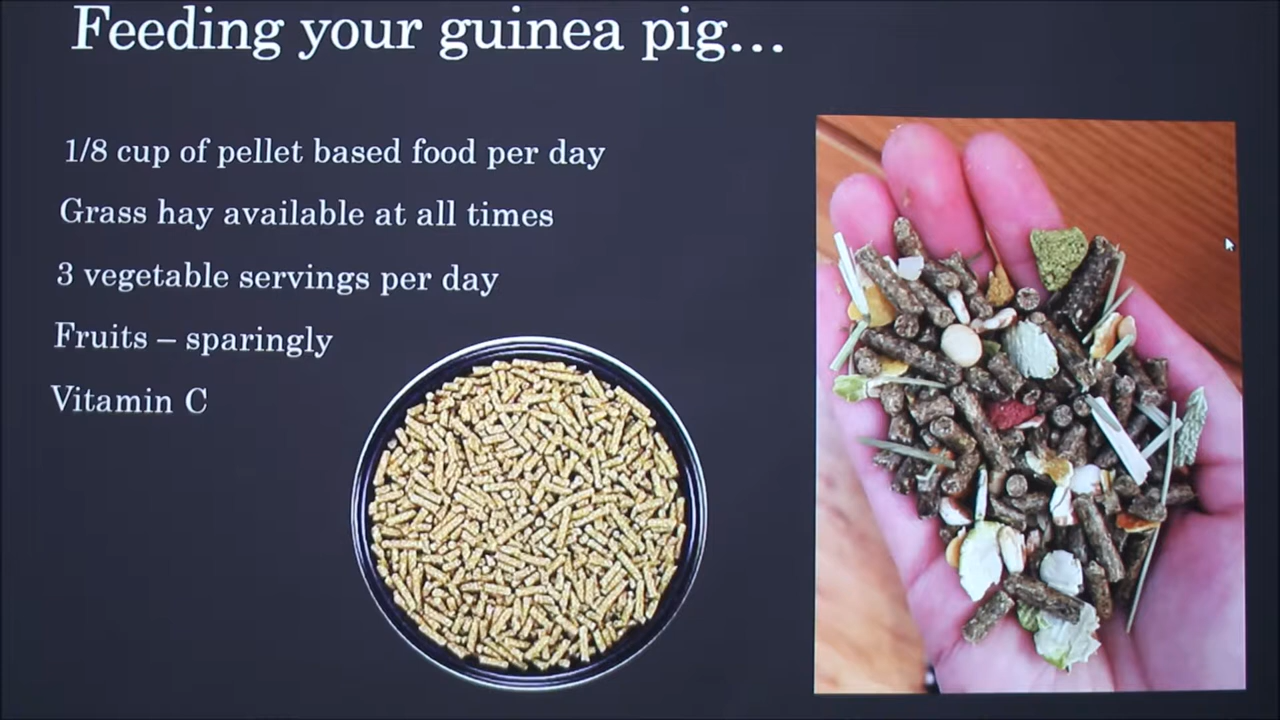 Feeding your guinea pig...
1/8 cup of pellet based food per day
Grass hay available at all times
3 vegetable servings per day
Fruits – sparingly
Vitamin C